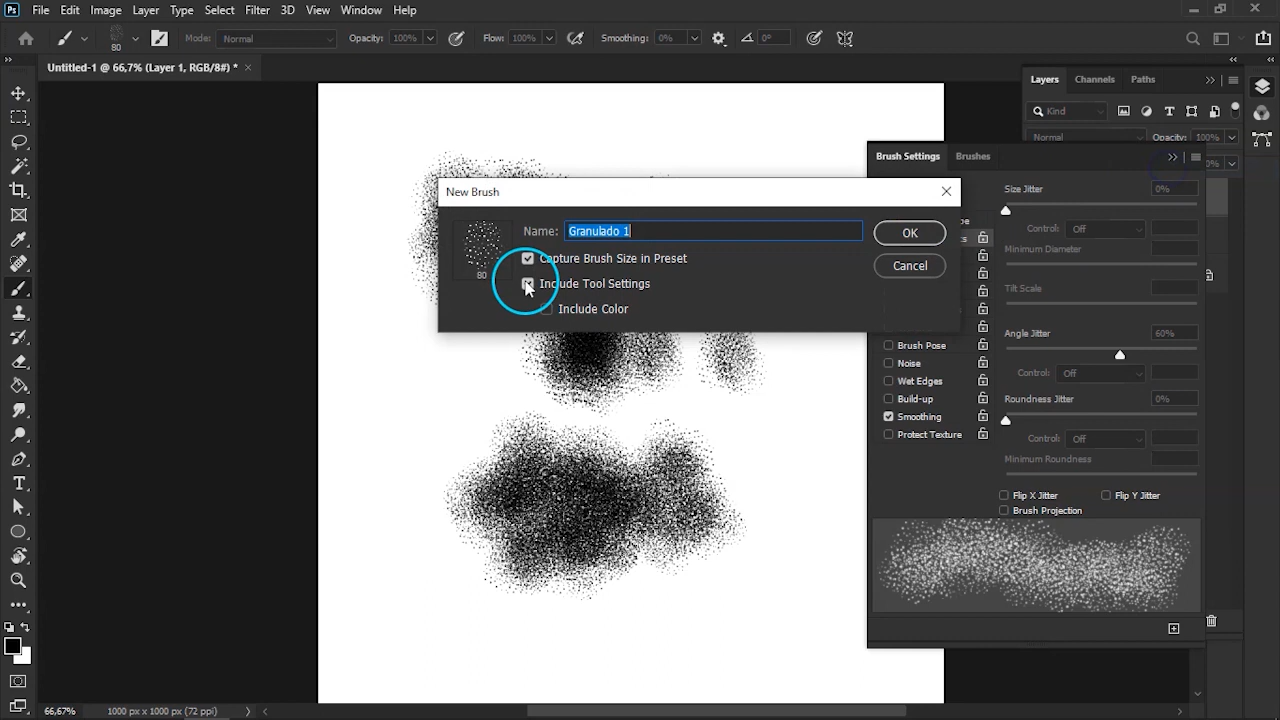 Ps File Edit Image Layer Type Select Filter 3D View Window Help
80 Mode: Normal Opacity: 100% Flow: 100% Smoothing: 0% 0°
Untitled-1 @ 66,7% (Layer 1, RGB/8#) *
Layers Channels Paths
Kind
Normal Opacity: 100%
Brush Settings Brushes
Size Jitter 0%
Control: Off
Minimum Diameter
Tilt Scale
Angle Jitter 60%
Control: Off
Roundness Jitter 0%
Control: Off
Minimum Roundness
Flip X Jitter Flip Y Jitter
Brush Projection
Brush Pose
Noise
Wet Edges
Build-up
Smoothing
Protect Texture
New Brush
80
Name: Granulado 1
Capture Brush Size in Preset
Include Tool Settings
Include Color
OK
Cancel
66,67% 1000 px x 1000 px (72 ppi)